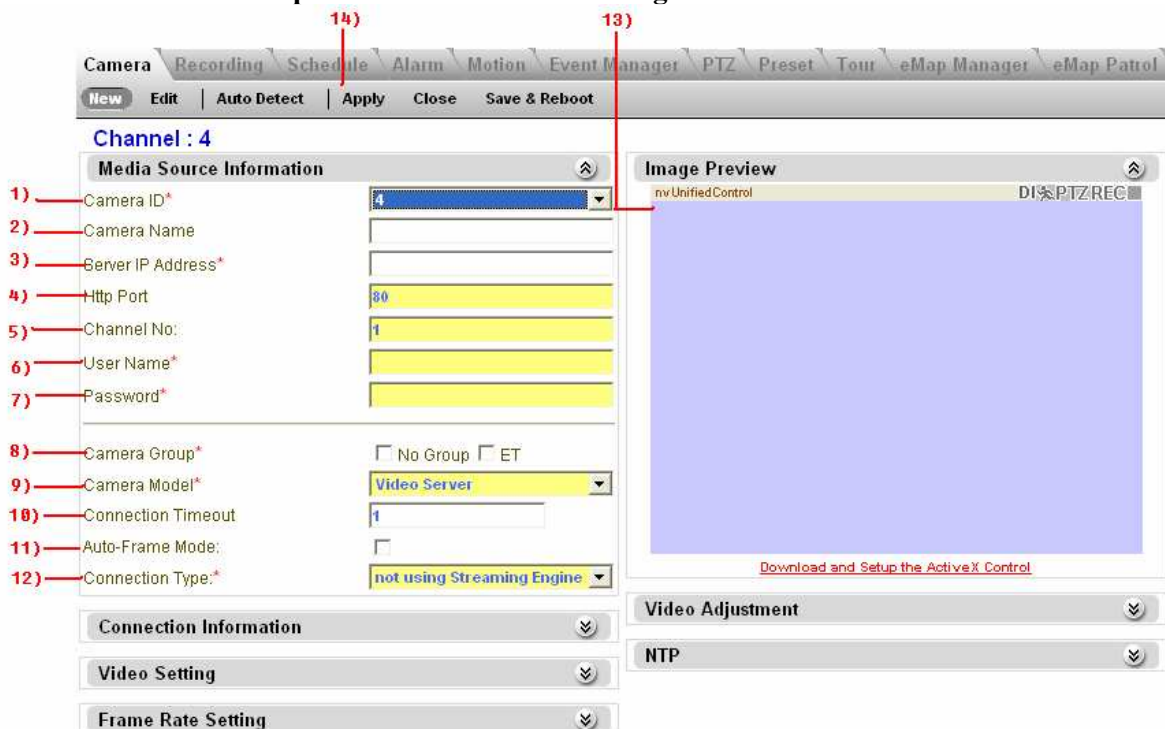 14) 13)
Camera Recording Schedule Alarm Motion Event Manager PTZ Preset Tour eMap Manager eMap Patrol
New Edit | Auto Detect | Apply Close Save & Reboot
Channel : 4
Media Source Information
1) Camera ID* 4
2) Camera Name
3) Server IP Address*
4) Http Port 80
5) Channel No: 1
6) User Name*
7) Password*
8) Camera Group* No Group ET
9) Camera Model* Video Server
10) Connection Timeout 1
11) Auto-Frame Mode:
12) Connection Type:* not using Streaming Engine
Connection Information
Video Setting
Frame Rate Setting
Image Preview
13)
nvUnifiedControl DI PTZ REC
Download and Setup the ActiveX Control
Video Adjustment
NTP